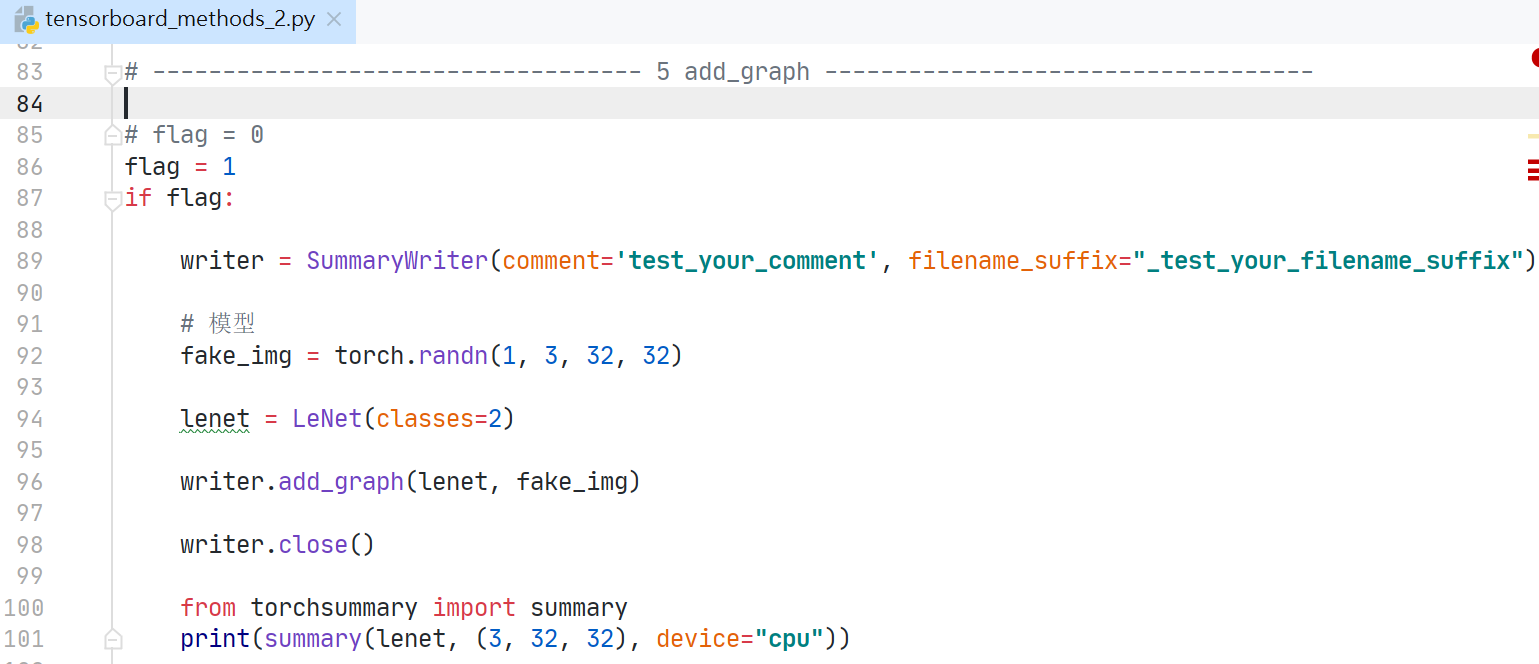 tensorboard_methods_2.py
83 # ----------------------------------- 5 add_graph -----------------------------------
84
85 # flag = 0
86 flag = 1
87 if flag:
88
89 writer = SummaryWriter(comment='test_your_comment', filename_suffix="_test_your_filename_suffix")
90
91 # 模型
92 fake_img = torch.randn(1, 3, 32, 32)
93
94 lenet = LeNet(classes=2)
95
96 writer.add_graph(lenet, fake_img)
97
98 writer.close()
99
100 from torchsummary import summary
101 print(summary(lenet, (3, 32, 32), device="cpu"))